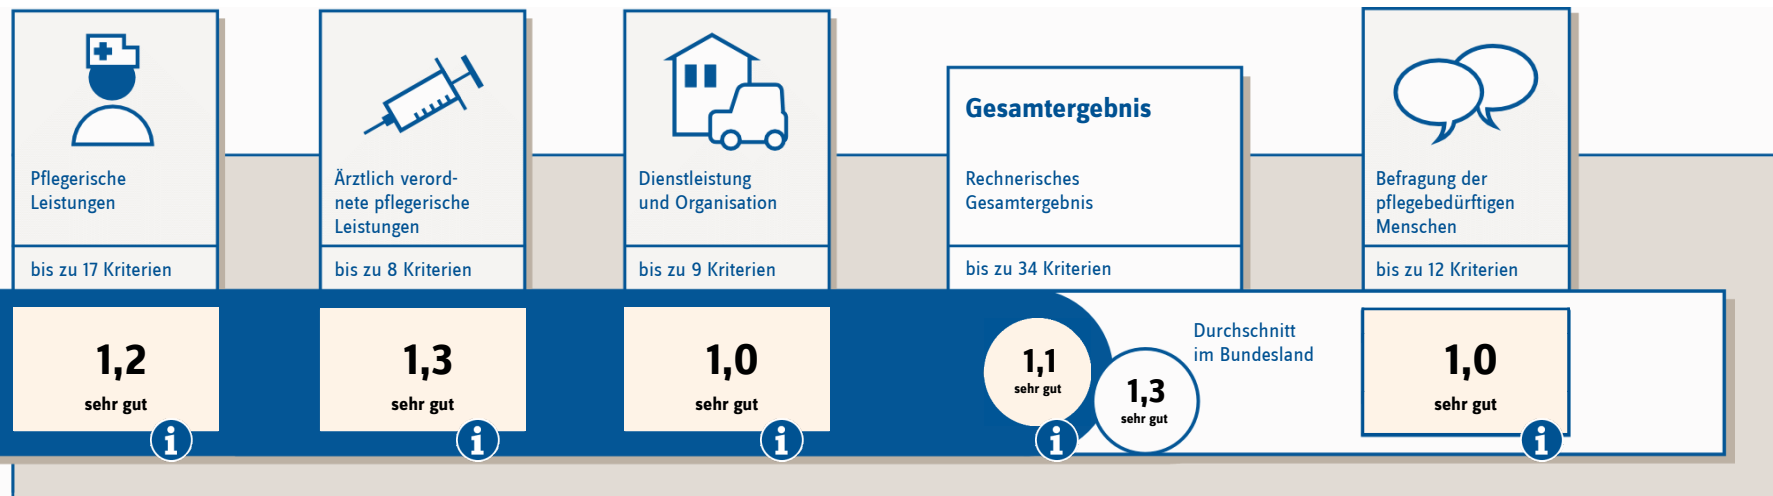 Pflegerische
Leistungen
bis zu 17 Kriterien
1,2
sehr gut
i
Ärztlich verord-
nete pflegerische
Leistungen
bis zu 8 Kriterien
1,3
sehr gut
i
Dienstleistung
und Organisation
bis zu 9 Kriterien
1,0
sehr gut
i
Gesamtergebnis
Rechnerisches
Gesamtergebnis
bis zu 34 Kriterien
1,1
sehr gut
i
Durchschnitt
im Bundesland
1,3
sehr gut
Befragung der
pflegebedürftigen
Menschen
bis zu 12 Kriterien
1,0
sehr gut
i